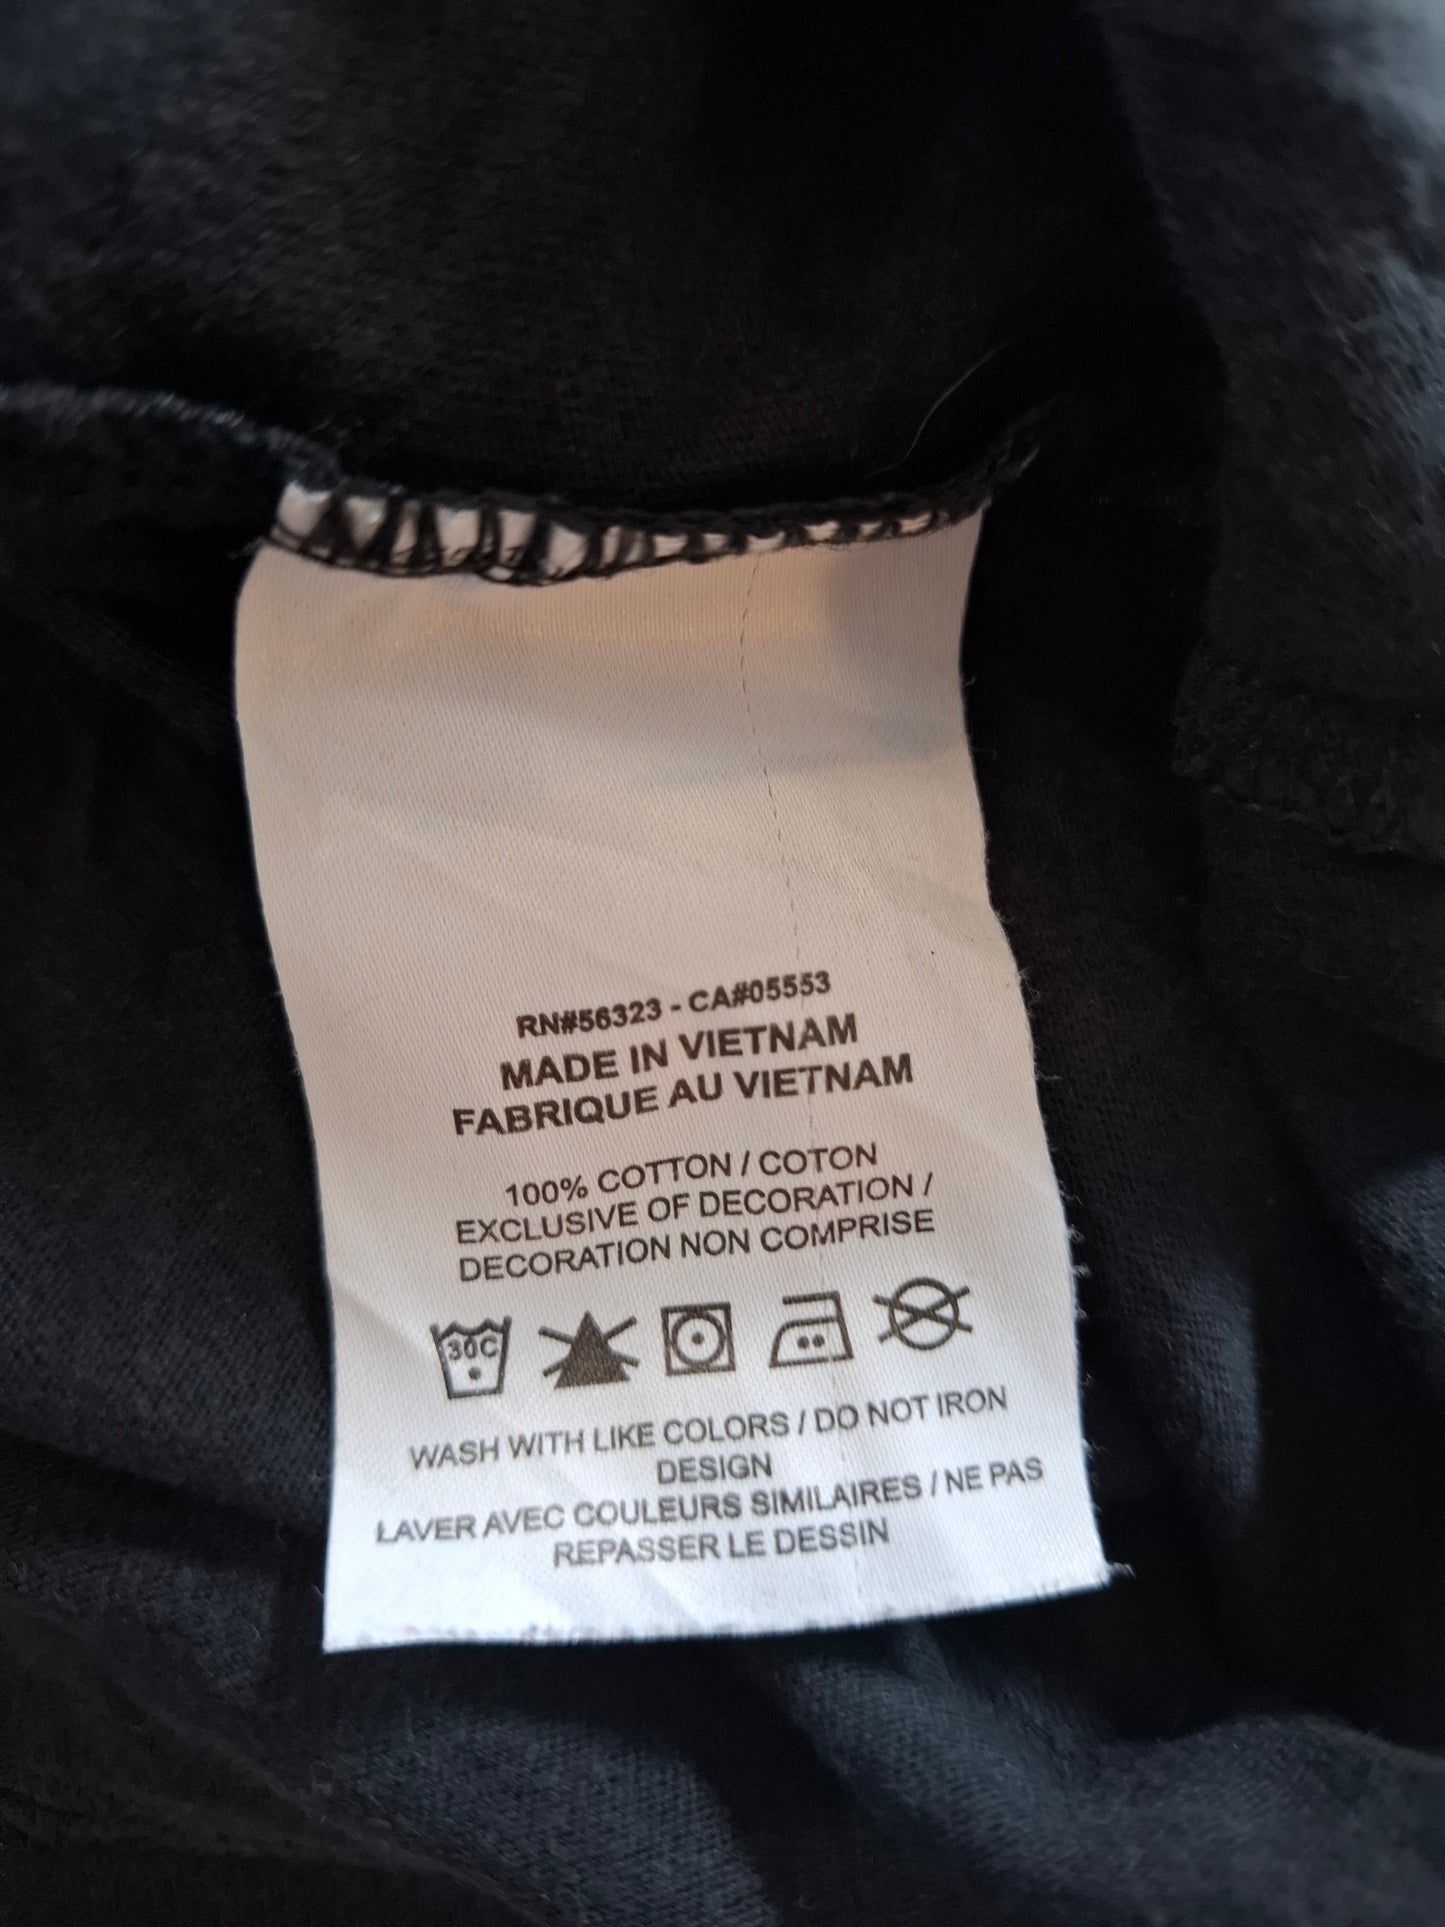 RN#56323 - CA#05553
MADE IN VIETNAM
FABRIQUE AU VIETNAM
100% COTTON / COTON
EXCLUSIVE OF DECORATION /
DECORATION NON COMPRISE
30C
WASH WITH LIKE COLORS / DO NOT IRON
DESIGN
LAVER AVEC COULEURS SIMILAIRES / NE PAS
REPASSER LE DESSIN